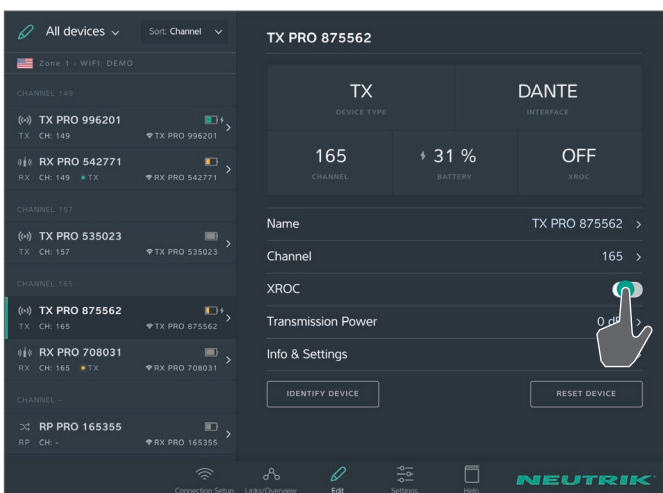 All devices
Sort: Channel
Zone 1 - WIFI: DEMO
CHANNEL 149
TX PRO 996201
TX CH: 149 TX PRO 996201
RX PRO 542771
RX CH: 149 TX RX PRO 542771
CHANNEL 157
TX PRO 535023
TX CH: 157 TX PRO 535023
CHANNEL 165
TX PRO 875562
TX CH: 165 TX PRO 875562
RX PRO 708031
RX CH: 165 TX RX PRO 708031
CHANNEL -
RP PRO 165355
RP CH: - RX PRO 165355
TX PRO 875562
TX
DEVICE TYPE
DANTE
INTERFACE
165
CHANNEL
31 %
BATTERY
OFF
XROC
Name TX PRO 875562
Channel 165
XROC
Transmission Power 0
Info & Settings
IDENTIFY DEVICE
RESET DEVICE
Connection Setup
Links/Overview
Edit
Settings
Help
NEUTRIK